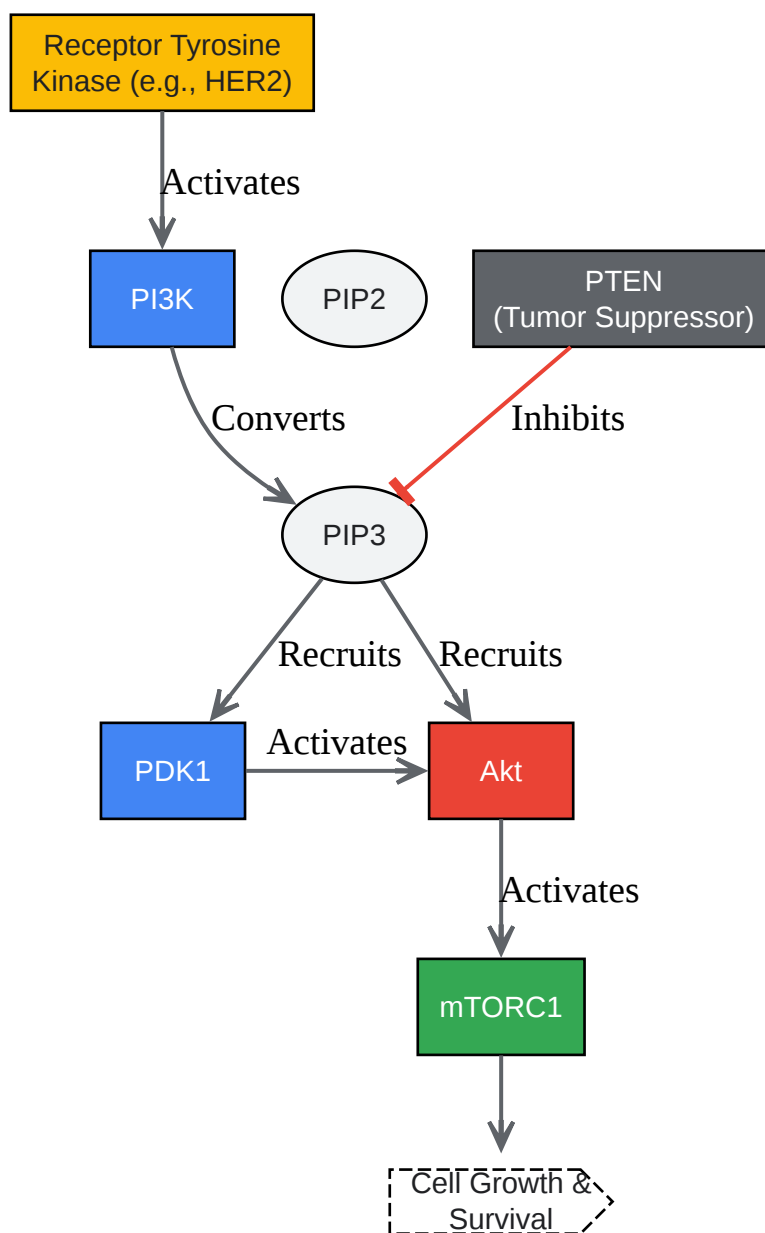 Receptor Tyrosine
Kinase (e.g., HER2)
Activates
PI3K
PIP2
PTEN
(Tumor Suppressor)
Converts
Inhibits
PIP3
Recruits
Recruits
PDK1
Activates
Akt
Activates
mTORC1
Cell Growth &
Survival